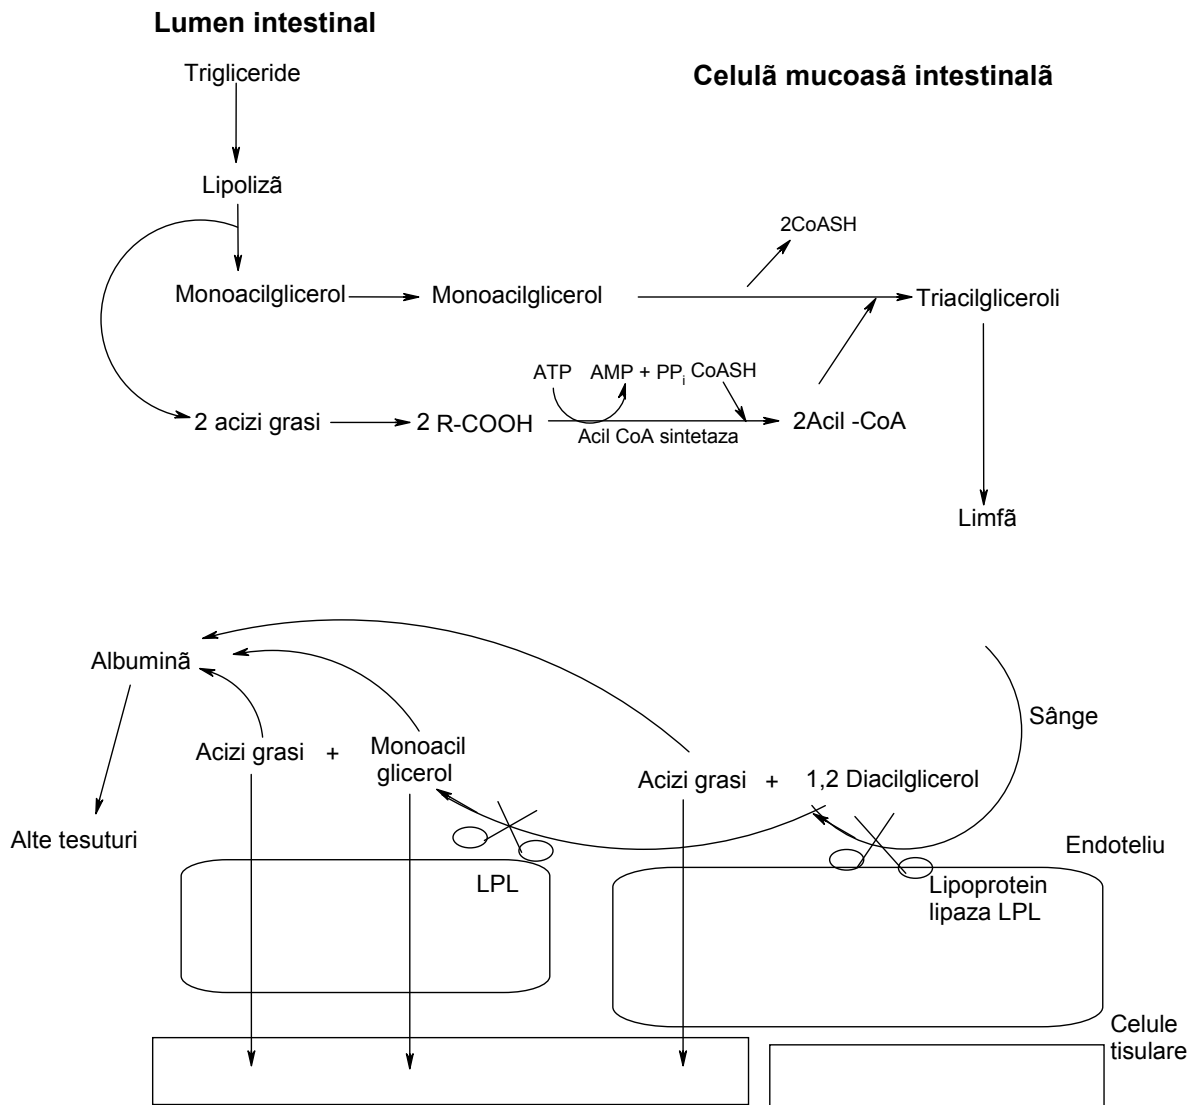 Lumen intestinal
Trigliceride
Celulã mucoasã intestinalã
Lipolizã
2CoASH
Monoacilglicerol
Monoacilglicerol
Triacilgliceroli
ATP
AMP + PPi
CoASH
2 acizi grasi
2 R-COOH
Acil CoA sintetaza
2Acil -CoA
Limfã
Albuminã
Sânge
Acizi grasi +
Monoacil
glicerol
Acizi grasi + 1,2 Diacilglicerol
Alte tesuturi
Endoteliu
LPL
Lipoprotein
lipaza LPL
Celule
tisulare